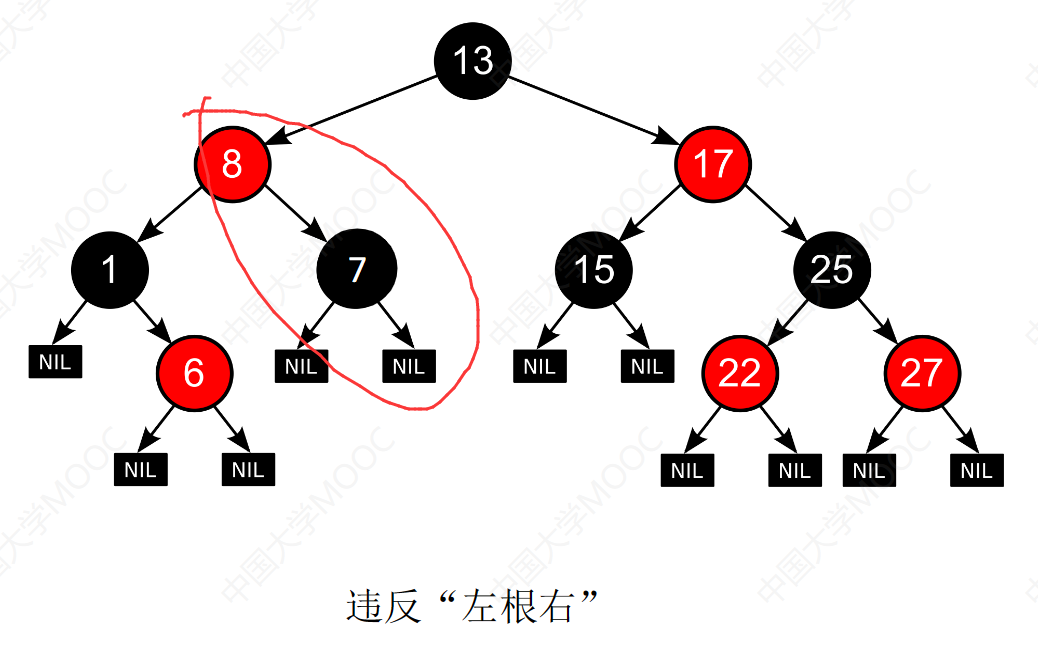 13
8 17
1 7 15 25
NIL 6 NIL NIL NIL NIL 22 27
NIL NIL NIL NIL NIL NIL
违反“左根右”
中国大学MOOC